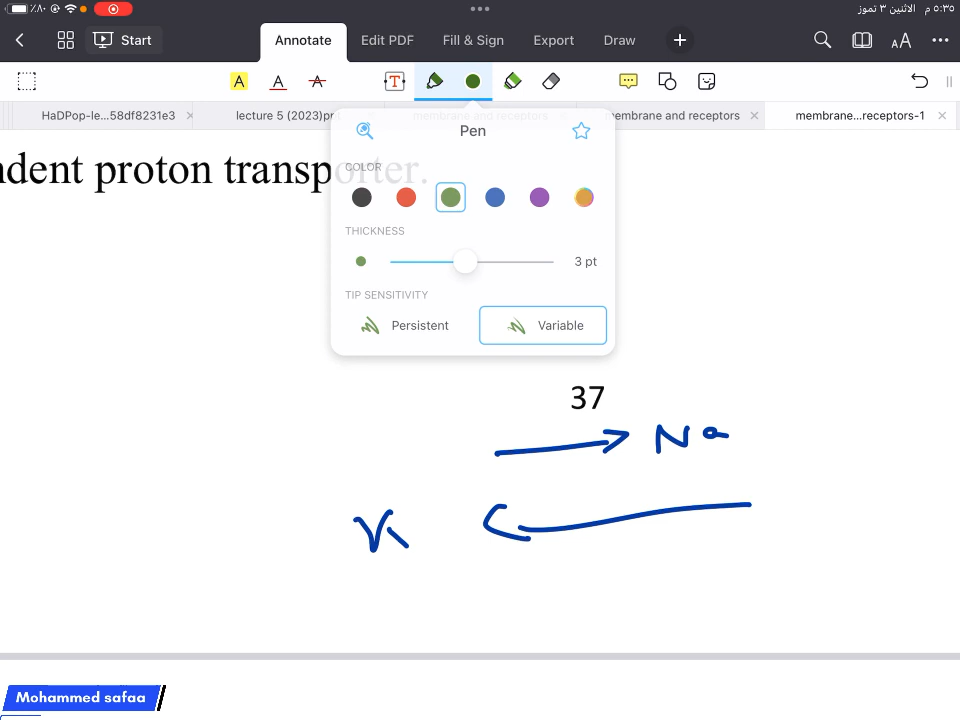 ٪٨٠ الاثنين ٣ تموز ٥:٣٥ م
Start Annotate Edit PDF Fill & Sign Export Draw
A A A T AA
HaDPop-le...58df8231e3 lecture 5 (2023)pr membrane and receptors membrane and receptors membrane...receptors-1
Pen
ndent proton transporter.
COLOR
THICKNESS
3 pt
TIP SENSITIVITY
Persistent Variable
37
Na
K
Mohammed safaa